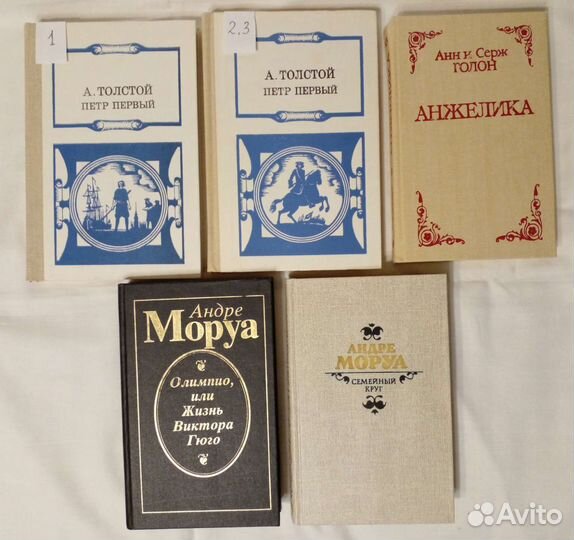 1
А. ТОЛСТОЙ
ПЕТР ПЕРВЫЙ
2,3
А. ТОЛСТОЙ
ПЕТР ПЕРВЫЙ
Анн и Серж
ГОЛОН
АНЖЕЛИКА
Андре
Моруа
Олимпио,
или
Жизнь
Виктора
Гюго
АНДРЕ
МОРУА
СЕМЕЙНЫЙ
КРУГ
Avito